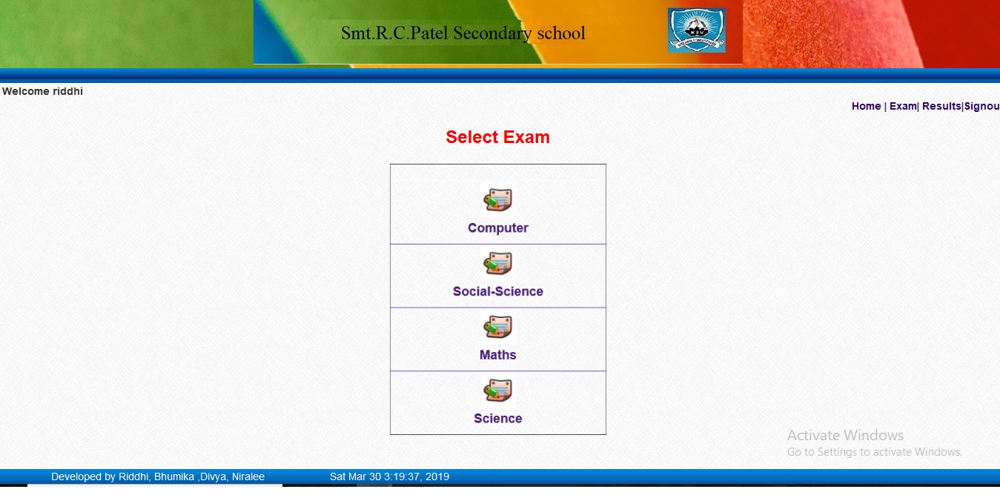 Smt.R.C.Patel Secondary school
Welcome riddhi
Home | Exam| Results|Signou
Select Exam
Computer
Social-Science
Maths
Science
Activate Windows
Go to Settings to activate Windows.
Developed by Riddhi, Bhumika ,Divya, Niralee Sat Mar 30 3:19:37, 2019